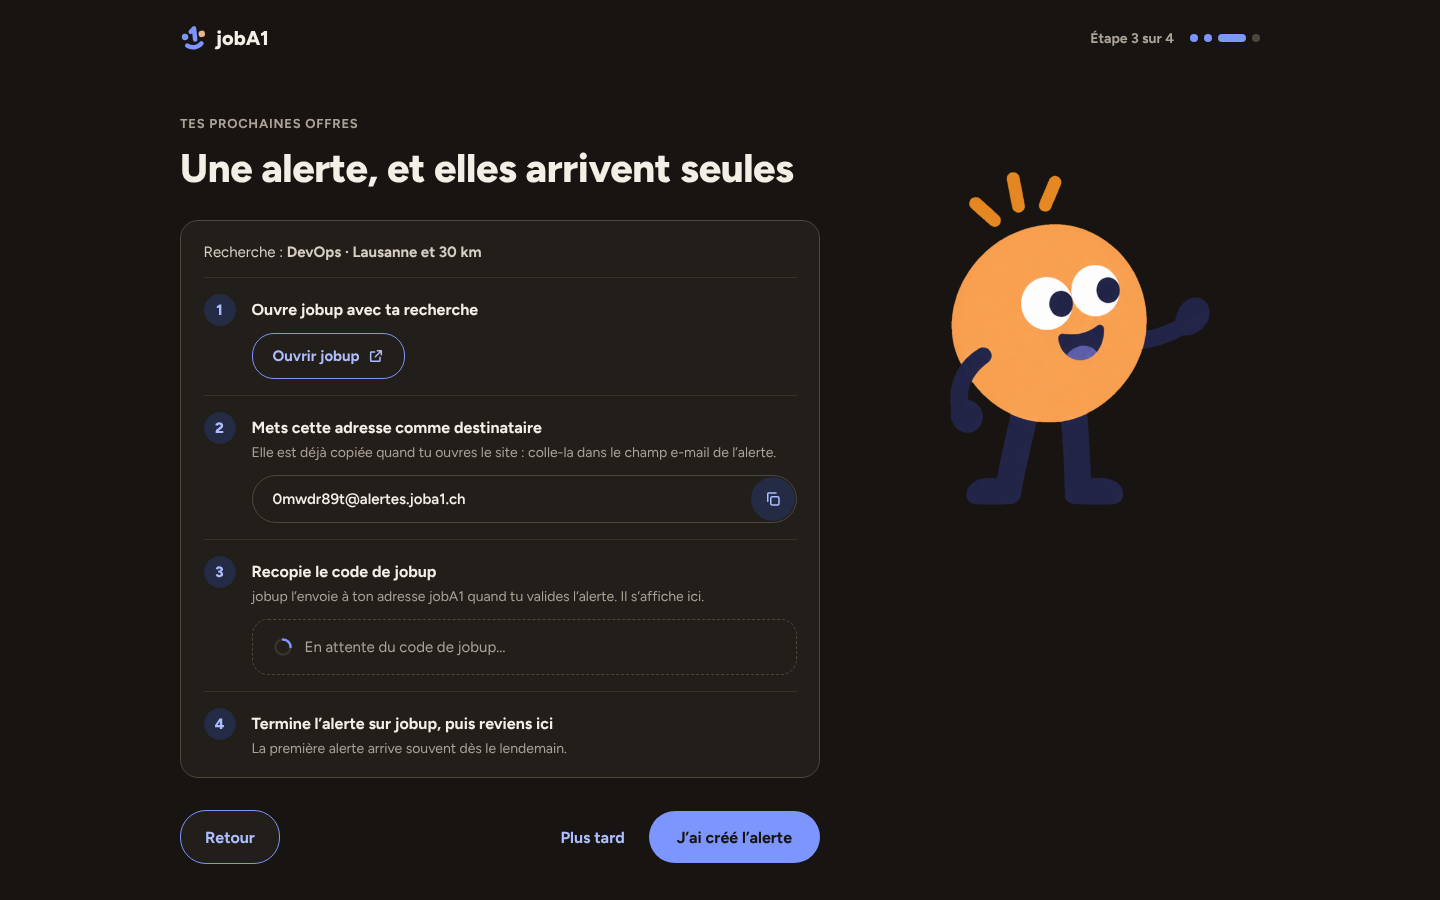 jobA1
Étape 3 sur 4
TES PROCHAINES OFFRES
Une alerte, et elles arrivent seules
Recherche : DevOps · Lausanne et 30 km
1
Ouvre jobup avec ta recherche
Ouvrir jobup
2
Mets cette adresse comme destinataire
Elle est déjà copiée quand tu ouvres le site : colle-la dans le champ e-mail de l’alerte.
0mwdr89t@alertes.joba1.ch
3
Recopie le code de jobup
jobup l’envoie à ton adresse jobA1 quand tu valides l’alerte. Il s’affiche ici.
En attente du code de jobup…
4
Termine l’alerte sur jobup, puis reviens ici
La première alerte arrive souvent dès le lendemain.
Retour
Plus tard
J’ai créé l’alerte